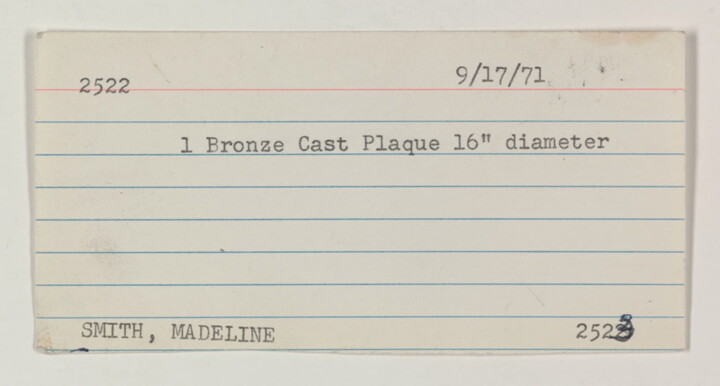 2522 9/17/71
1 Bronze Cast Plaque 16" diameter
SMITH, MADELINE 2523